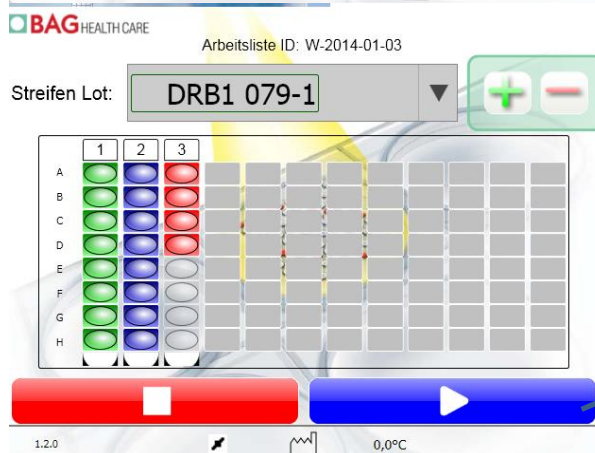 BAG HEALTH CARE
Arbeitsliste ID: W-2014-01-03
Streifen Lot: DRB1 079-1
1 2 3
A
B
C
D
E
F
G
H
1.2.0 0,0°C